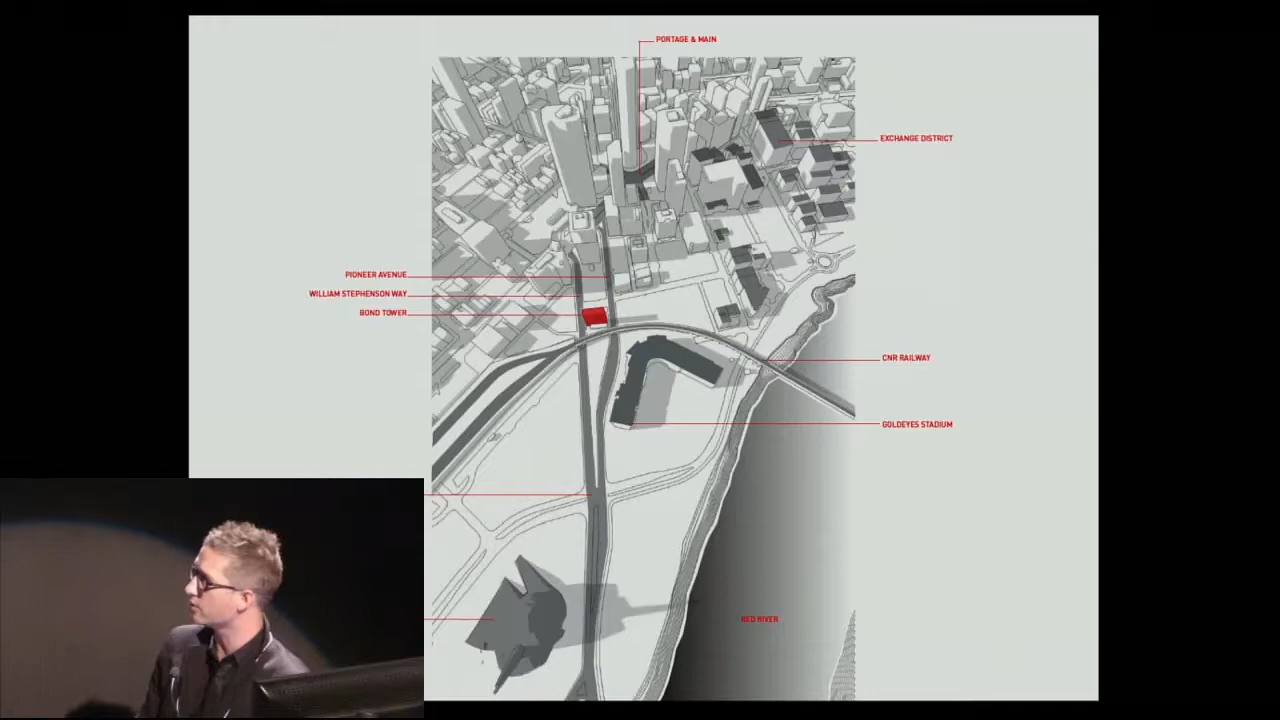 PORTAGE & MAIN
EXCHANGE DISTRICT
PIONEER AVENUE
WILLIAM STEPHENSON WAY
BOND TOWER
CNR RAILWAY
GOLDEYES STADIUM
RED RIVER